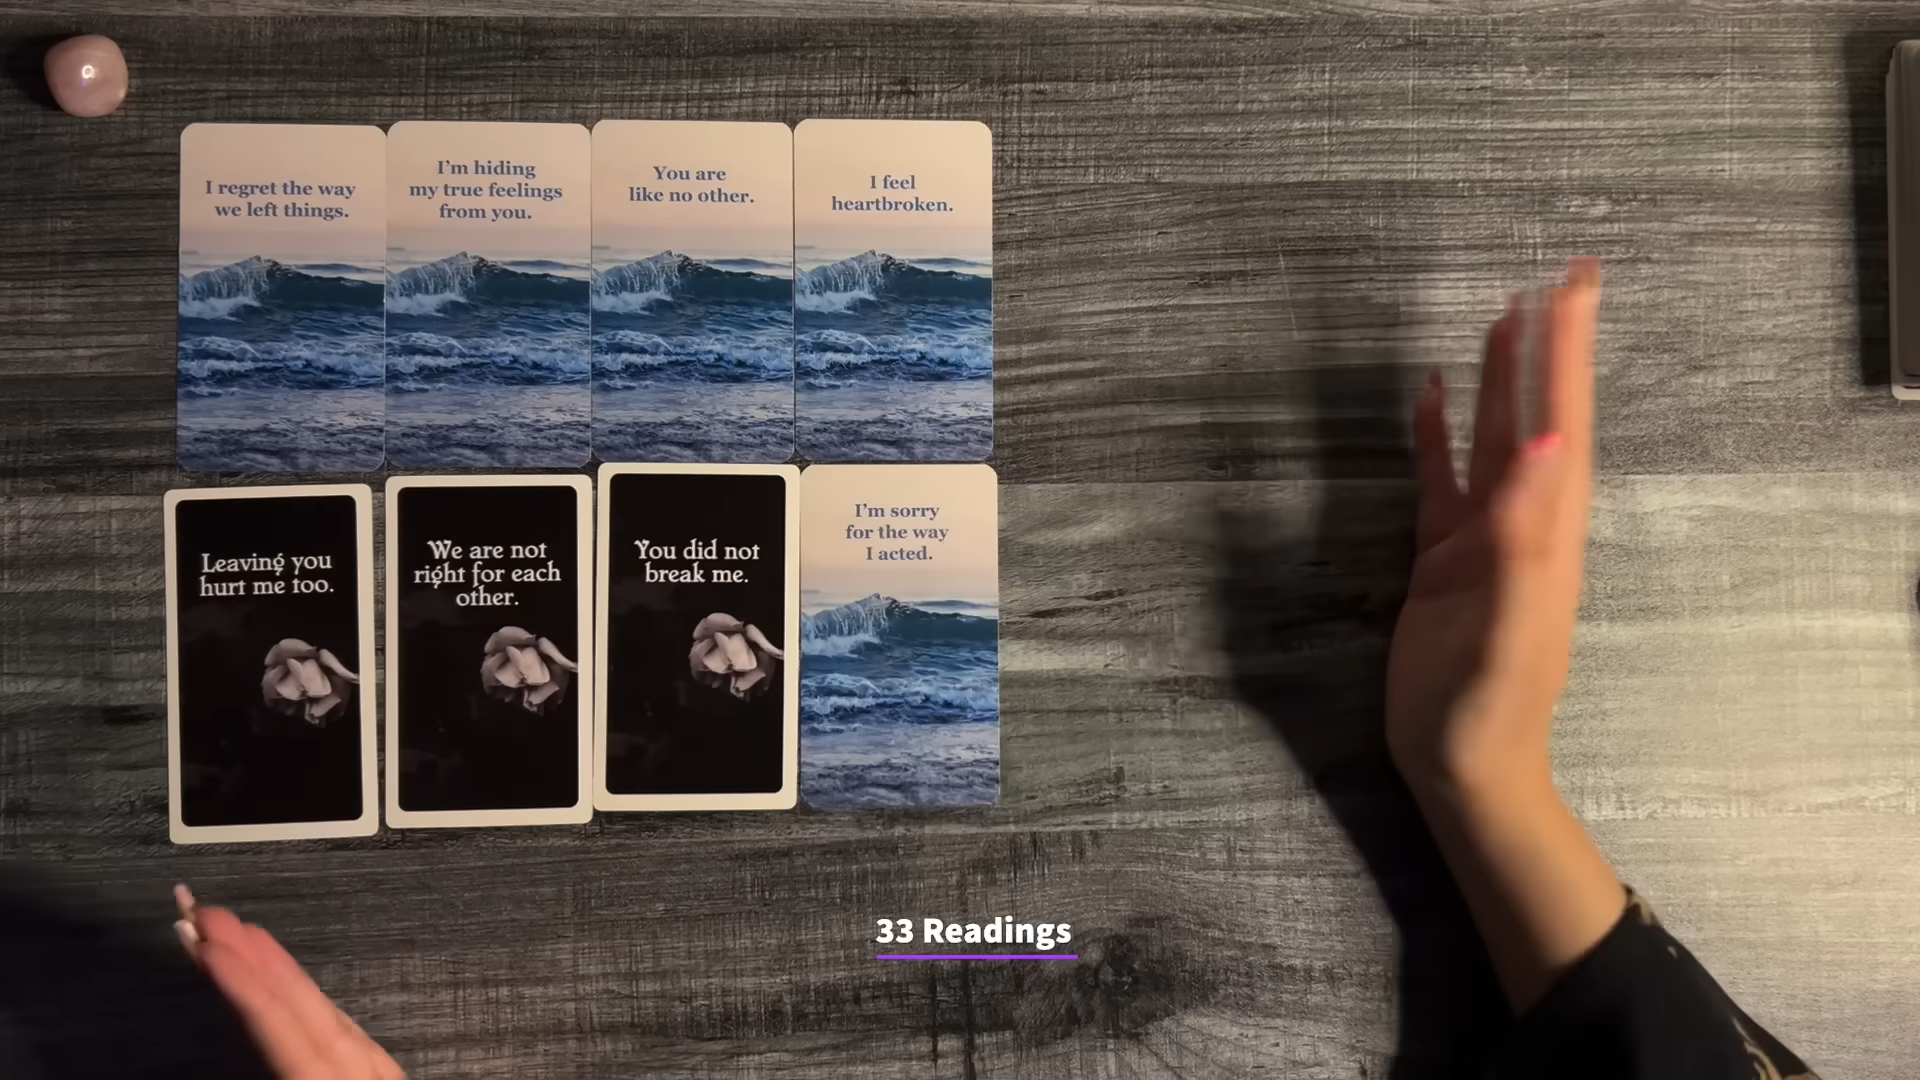 I regret the way
we left things.
I'm hiding
my true feelings
from you.
You are
like no other.
I feel
heartbroken.
Leaving you
hurt me too.
We are not
right for each
other.
You did not
break me.
I'm sorry
for the way
I acted.
33 Readings